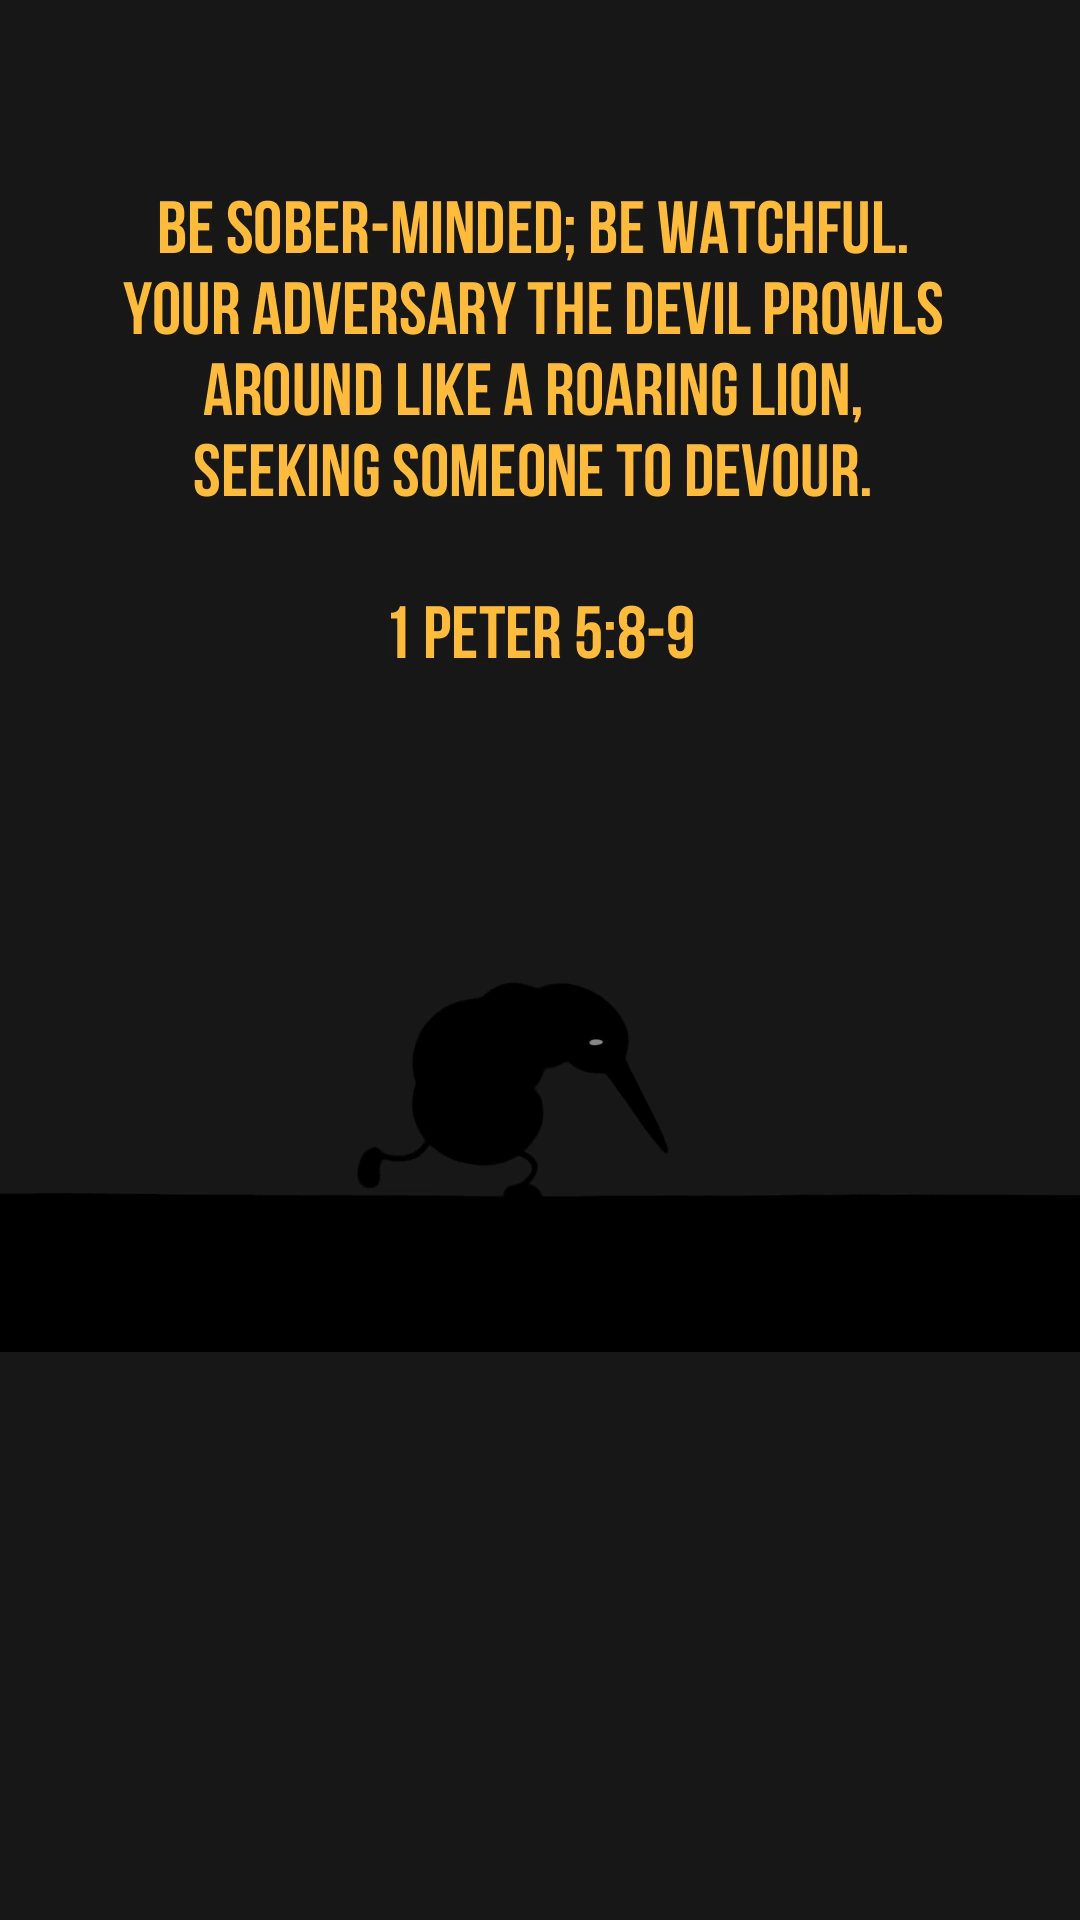 BE SOBER-MINDED; BE WATCHFUL.
YOUR ADVERSARY THE DEVIL PROWLS
AROUND LIKE A ROARING LION,
SEEKING SOMEONE TO DEVOUR.
1 PETER 5:8-9